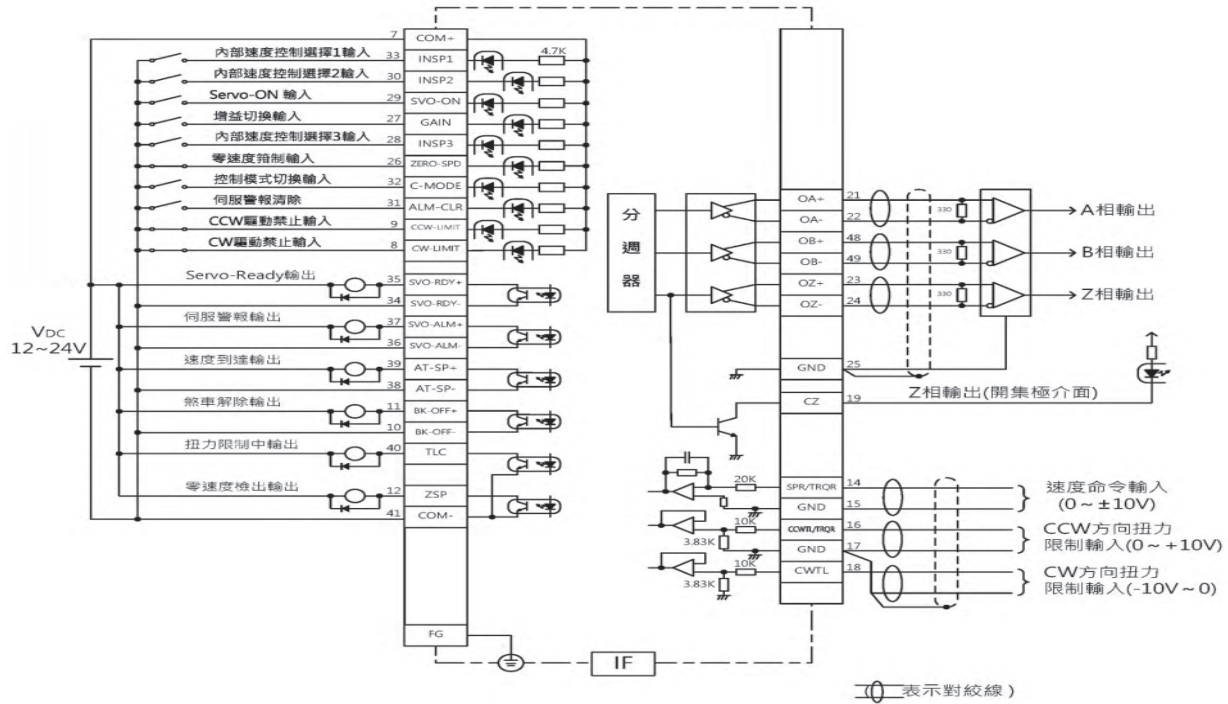 7 COM+
內部速度控制選擇1輸入 33 INSP1 4.7K
內部速度控制選擇2輸入 30 INSP2
Servo-ON 輸入 29 SVO-ON
增益切換輸入 27 GAIN
內部速度控制選擇3輸入 28 INSP3
零速度箝制輸入 26 ZERO-SPD
控制模式切換輸入 32 C-MODE
伺服警報清除 31 ALM-CLR
CCW驅動禁止輸入 9 CCW-LIMIT
CW驅動禁止輸入 8 CW-LIMIT
Servo-Ready輸出 35 SVO-RDY+
34 SVO-RDY-
伺服警報輸出 37 SVO-ALM+
36 SVO-ALM-
VDC
12~24V
速度到達輸出 39 AT-SP+
38 AT-SP-
煞車解除輸出 11 BK-OFF+
10 BK-OFF-
扭力限制中輸出 40 TLC
零速度檢出輸出 12 ZSP
41 COM-
FG
IF
分週器
OA+ 21
OA- 22
330
A相輸出
OB+ 48
OB- 49
330
B相輸出
OZ+ 23
OZ- 24
330
Z相輸出
GND 25
CZ 19
Z相輸出(開集極介面)
20K SPR/TRQR 14
GND 15
速度命令輸入
(0~±10V)
10K CCWTL/TRQR 16
3.83K GND 17
CCW方向扭力
限制輸入(0~+10V)
10K CWTL 18
3.83K
CW方向扭力
限制輸入(-10V~0)
表示對絞線)